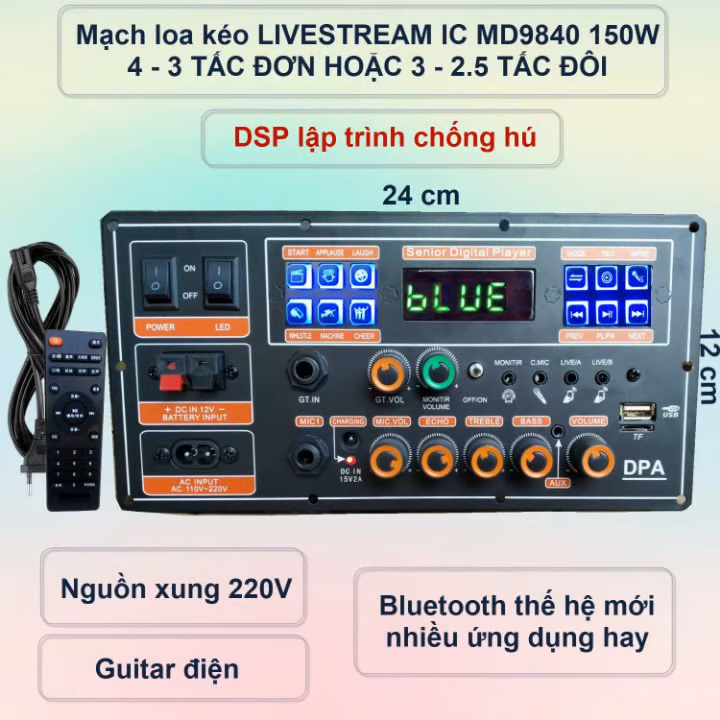 Mạch loa kéo LIVESTREAM IC MD9840 150W
4 - 3 TẤC ĐƠN HOẶC 3 - 2.5 TẤC ĐÔI
DSP lập trình chống hú
24 cm
12 cm
START APPLAUSE LAUGH
Senior Digital Player
MODE REC
ON
OFF
bLUE
POWER LED
WHLSTLE MACHINE CHEER
PREV PL/PA NEXT
MONITIR C.MIC LIVE/A LIVE/B
GT.IN
GT.VOL
MONITIR
VOLUME
OFF/ON
+ DC IN 12V -
BATTERY INPUT
USB
TF
MIC1 CHARGING MIC.VOL ECHO TREBLE BASS VOLUME
DC IN
15V2A
AUX
DPA
AC INPUT
AC 110V~220V
Nguồn xung 220V
Guitar điện
Bluetooth thế hệ mới
nhiều ứng dụng hay